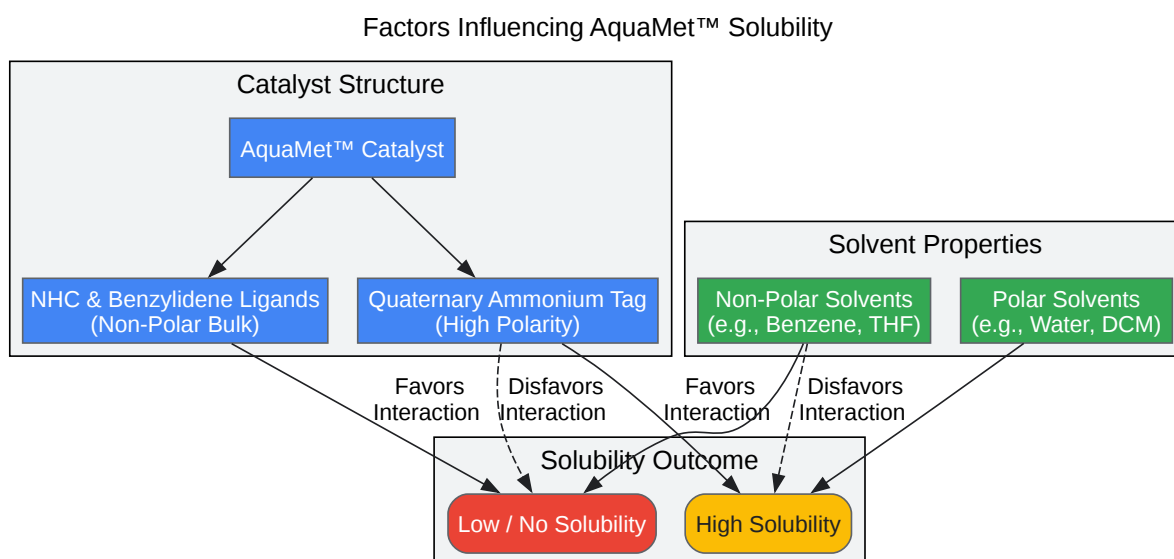 Factors Influencing AquaMet™ Solubility
Catalyst Structure
AquaMet™ Catalyst
Solvent Properties
NHC & Benzylidene Ligands
(Non-Polar Bulk)
Quaternary Ammonium Tag
(High Polarity)
Non-Polar Solvents
(e.g., Benzene, THF)
Polar Solvents
(e.g., Water, DCM)
Favors
Interaction
Disfavors
Interaction
Favors
Interaction
Disfavors
Interaction
Solubility Outcome
Low / No Solubility
High Solubility